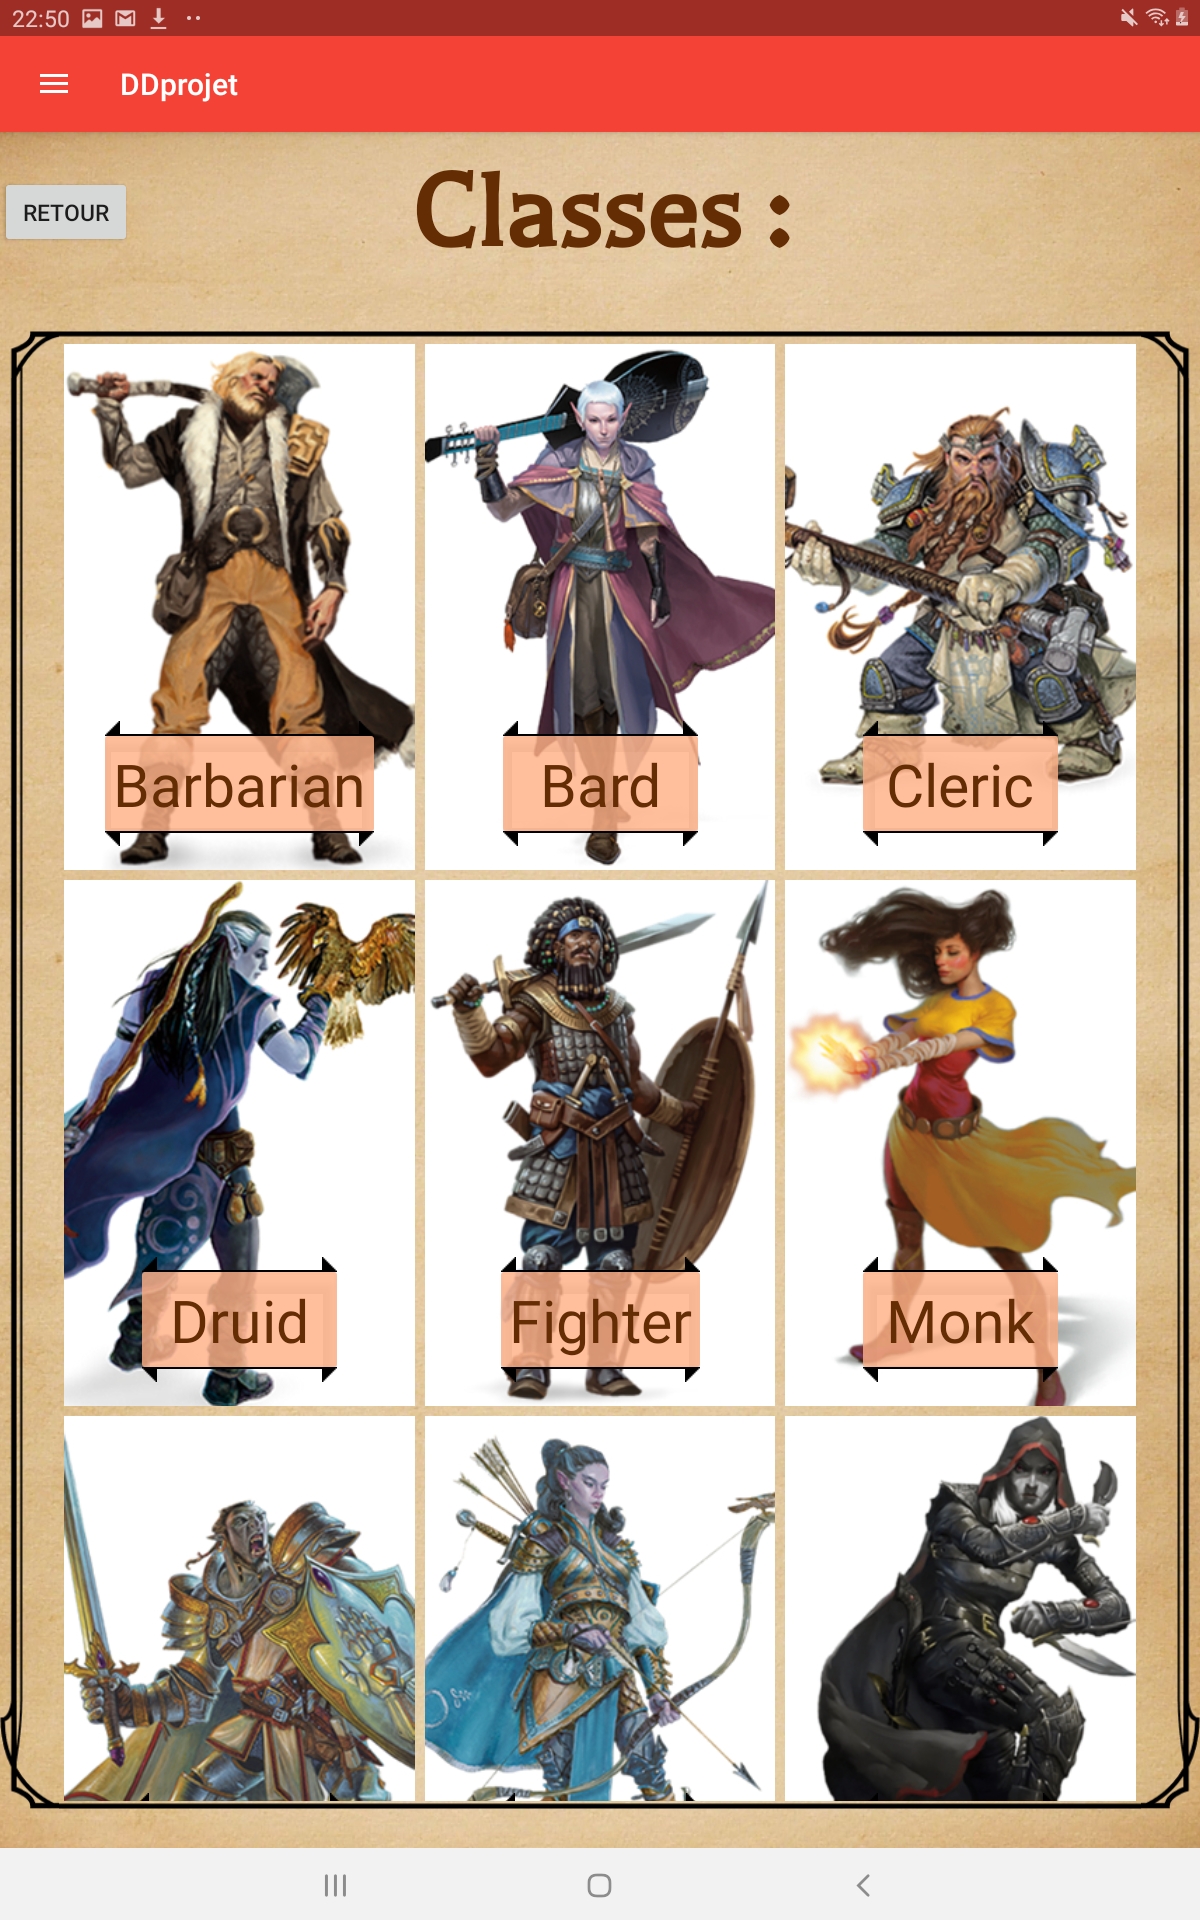 22:50
DDprojet
RETOUR
Classes :
Barbarian
Bard
Cleric
Druid
Fighter
Monk